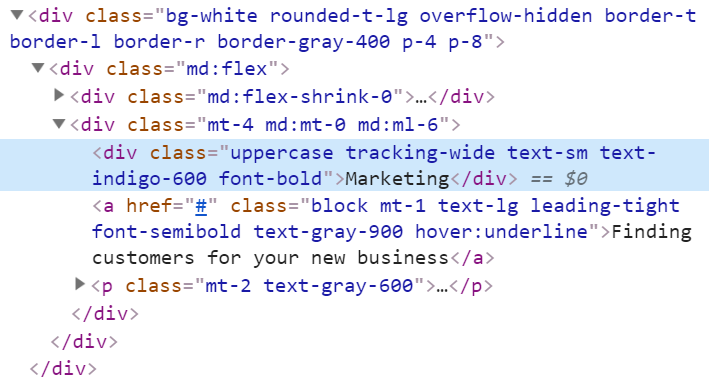 ▼<div class="bg-white rounded-t-lg overflow-hidden border-t
border-l border-r border-gray-400 p-4 p-8">
▼<div class="md:flex">
▶<div class="md:flex-shrink-0">…</div>
▼<div class="mt-4 md:mt-0 md:ml-6">
<div class="uppercase tracking-wide text-sm text-
indigo-600 font-bold">Marketing</div> == $0
<a href="#" class="block mt-1 text-lg leading-tight
font-semibold text-gray-900 hover:underline">Finding
customers for your new business</a>
▶<p class="mt-2 text-gray-600">…</p>
</div>
</div>
</div>